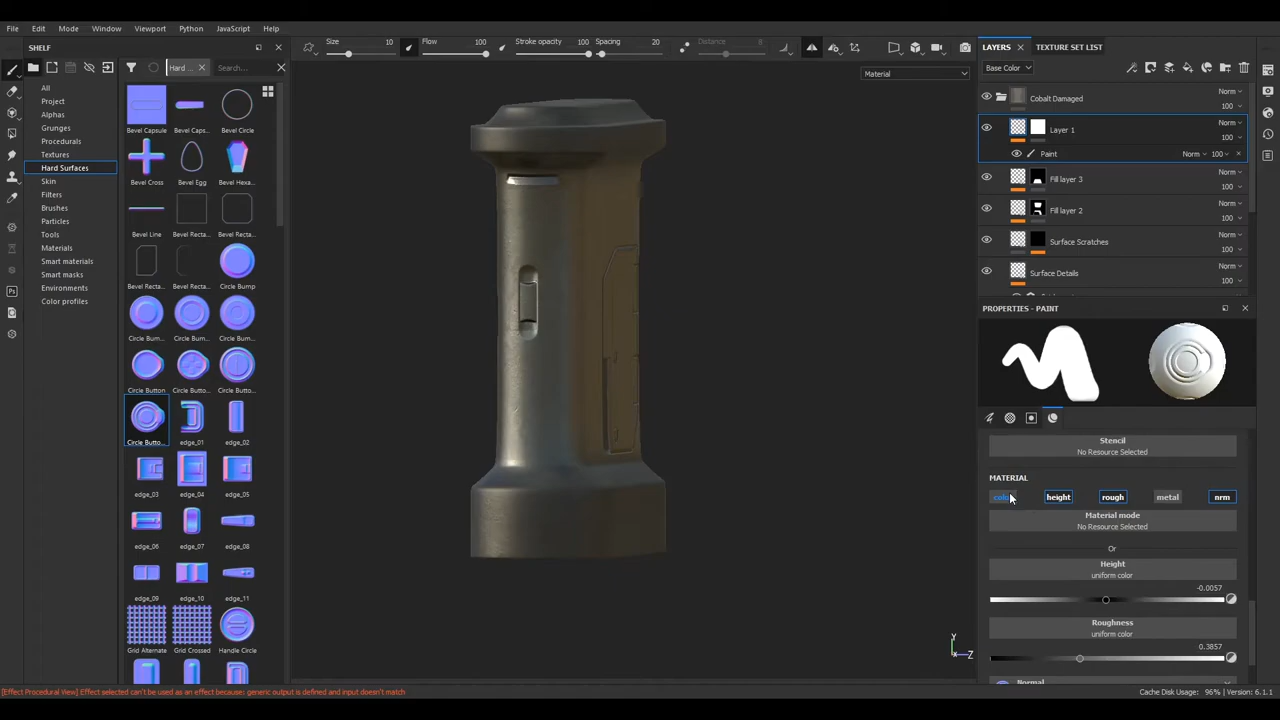 File Edit Mode Window Viewport Python JavaScript Help
SHELF
Size 10 Flow 100 Stroke opacity 100 Spacing 20 Distance 8
LAYERS TEXTURE SET LIST
Hard ... Search...
Material
Base Color
All
Project
Alphas
Grunges
Procedurals
Textures
Hard Surfaces
Skin
Filters
Brushes
Particles
Tools
Materials
Smart materials
Smart masks
Environments
Color profiles
Bevel Capsule Bevel Caps... Bevel Circle
Bevel Cross Bevel Egg Bevel Hexa...
Bevel Line Bevel Recta... Bevel Recta...
Bevel Recta... Bevel Recta... Circle Bump
Circle Bum... Circle Bum... Circle Bum...
Circle Button Circle Butto... Circle Butto...
Circle Butto... edge_01 edge_02
edge_03 edge_04 edge_05
edge_06 edge_07 edge_08
edge_09 edge_10 edge_11
Grid Alternate Grid Crossed Handle Circle
Cobalt Damaged Norm 100
Layer 1 Norm 100
Paint Norm 100
Fill layer 3 Norm 100
Fill layer 2 Norm 100
Surface Scratches Norm 100
Surface Details Norm 100
PROPERTIES - PAINT
Stencil
No Resource Selected
MATERIAL
height rough metal nrm
Material mode
No Resource Selected
Or
Height
uniform color
-0.0057
Roughness
uniform color
0.3857
Normal
Y
X Z
Ps
[Effect Procedural View] Effect selected can't be used as an effect because: generic output is defined and input doesn't match
Cache Disk Usage: 96% | Version: 6.1.1